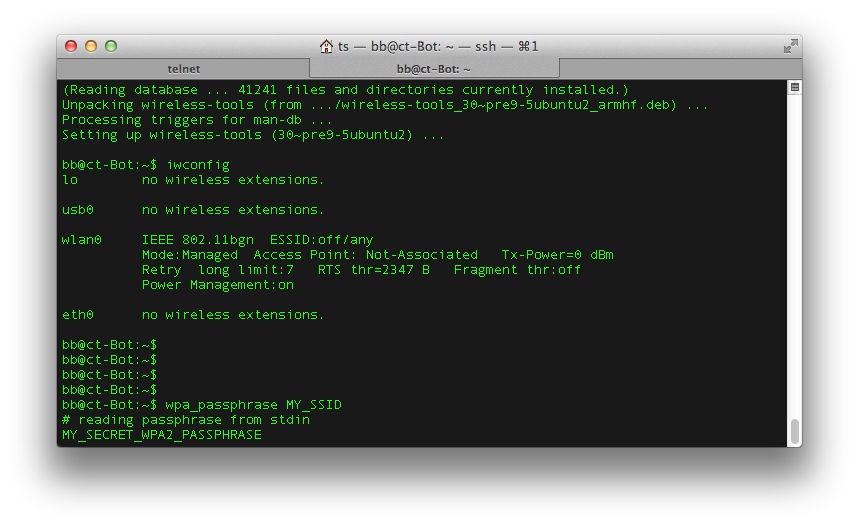 ts — bb@ct-Bot: ~ — ssh — ⌘1
telnet
bb@ct-Bot: ~
(Reading database ... 41241 files and directories currently installed.)
Unpacking wireless-tools (from .../wireless-tools_30~pre9-5ubuntu2_armhf.deb) ...
Processing triggers for man-db ...
Setting up wireless-tools (30~pre9-5ubuntu2) ...
bb@ct-Bot:~$ iwconfig
lo        no wireless extensions.
usb0      no wireless extensions.
wlan0     IEEE 802.11bgn  ESSID:off/any
          Mode:Managed  Access Point: Not-Associated   Tx-Power=0 dBm
          Retry  long limit:7   RTS thr=2347 B   Fragment thr:off
          Power Management:on
eth0      no wireless extensions.
bb@ct-Bot:~$
bb@ct-Bot:~$
bb@ct-Bot:~$
bb@ct-Bot:~$
bb@ct-Bot:~$ wpa_passphrase MY_SSID
# reading passphrase from stdin
MY_SECRET_WPA2_PASSPHRASE